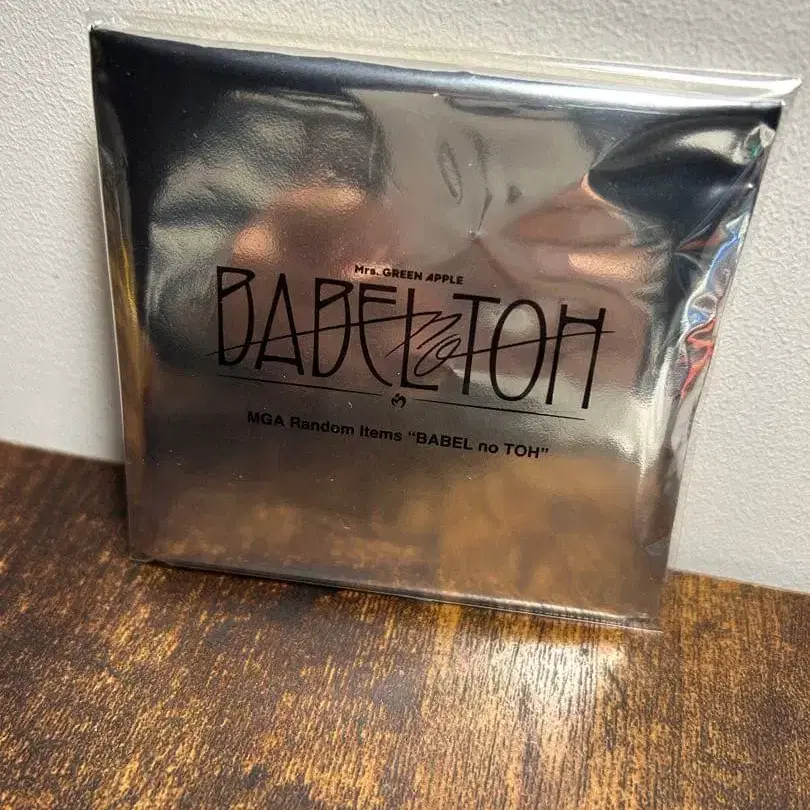 Mrs. GREEN APPLE
BABEL no TOH
MGA Random Items “BABEL no TOH”